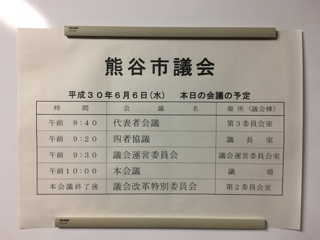 熊谷市議会
平成30年6月6日(水) 本日の会議の予定
時 間 会 議 名 場 所 (議会棟)
午前 8:40 代表者会議 第3委員会室
午前 9:20 四者協議 議長室
午前 9:30 議会運営委員会 議会運営委員会室
午前10:00 本会議 議場
本会議終了後 議会改革特別委員会 第2委員会室